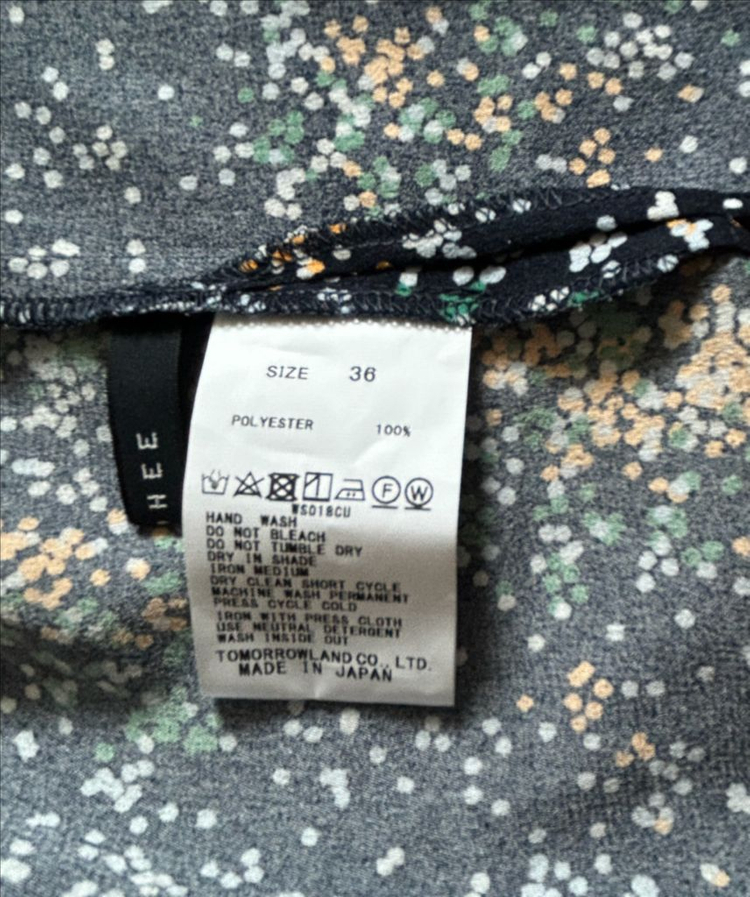 SIZE 36
POLYESTER 100%
F W
WS018CU
HAND WASH
DO NOT BLEACH
DO NOT TUMBLE DRY
DRY IN SHADE
IRON MEDIUM
DRY CLEAN SHORT CYCLE
MACHINE WASH PERMANENT
PRESS CYCLE COLD
IRON WITH PRESS CLOTH
USE NEUTRAL DETERGENT
WASH INSIDE OUT
TOMORROWLAND CO., LTD.
MADE IN JAPAN
HEE